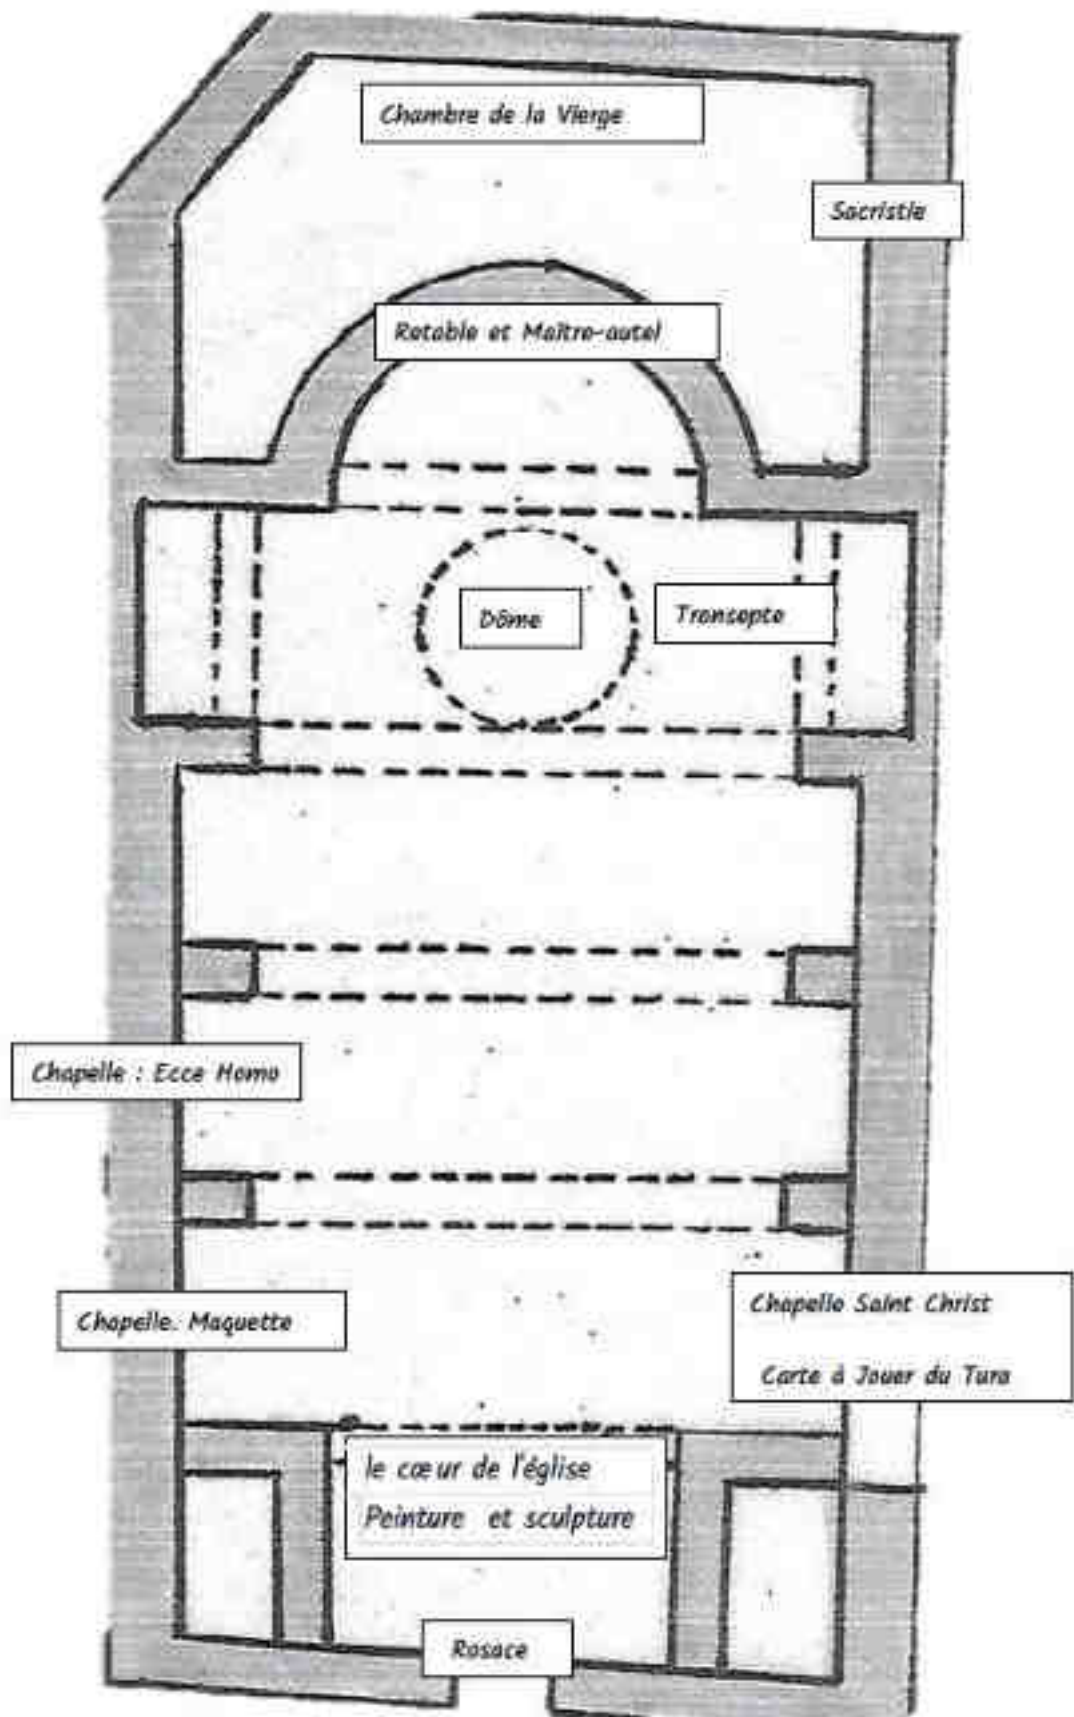 Chambre de la Vierge
Sacristie
Retable et Maître-autel
Dôme
Transepte
Chapelle : Ecce Homo
Chapelle. Maquette
Chapelle Saint Christ
Carte à Jouer du Tura
le cœur de l'église
Peinture et sculpture
Rosace